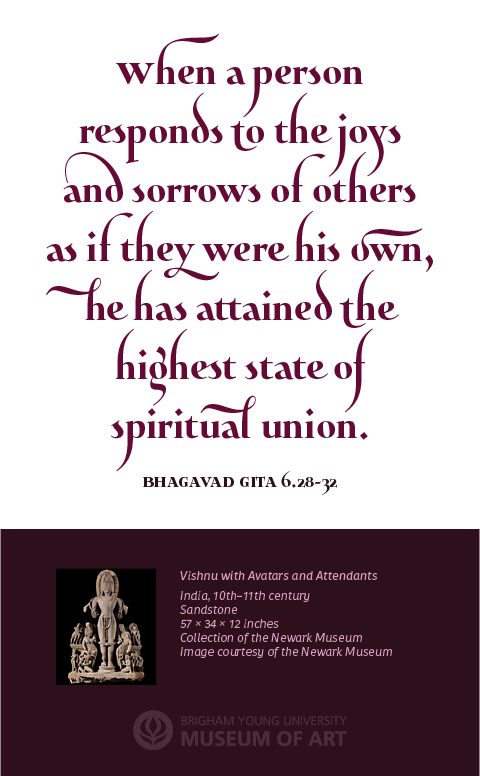 When a person
responds to the joys
and sorrows of others
as if they were his own,
he has attained the
highest state of
spiritual union.
BHAGAVAD GITA 6.28-32
Vishnu with Avatars and Attendants
India, 10th–11th century
Sandstone
57 × 34 × 12 inches
Collection of the Newark Museum
Image courtesy of the Newark Museum
BRIGHAM YOUNG UNIVERSITY
MUSEUM OF ART